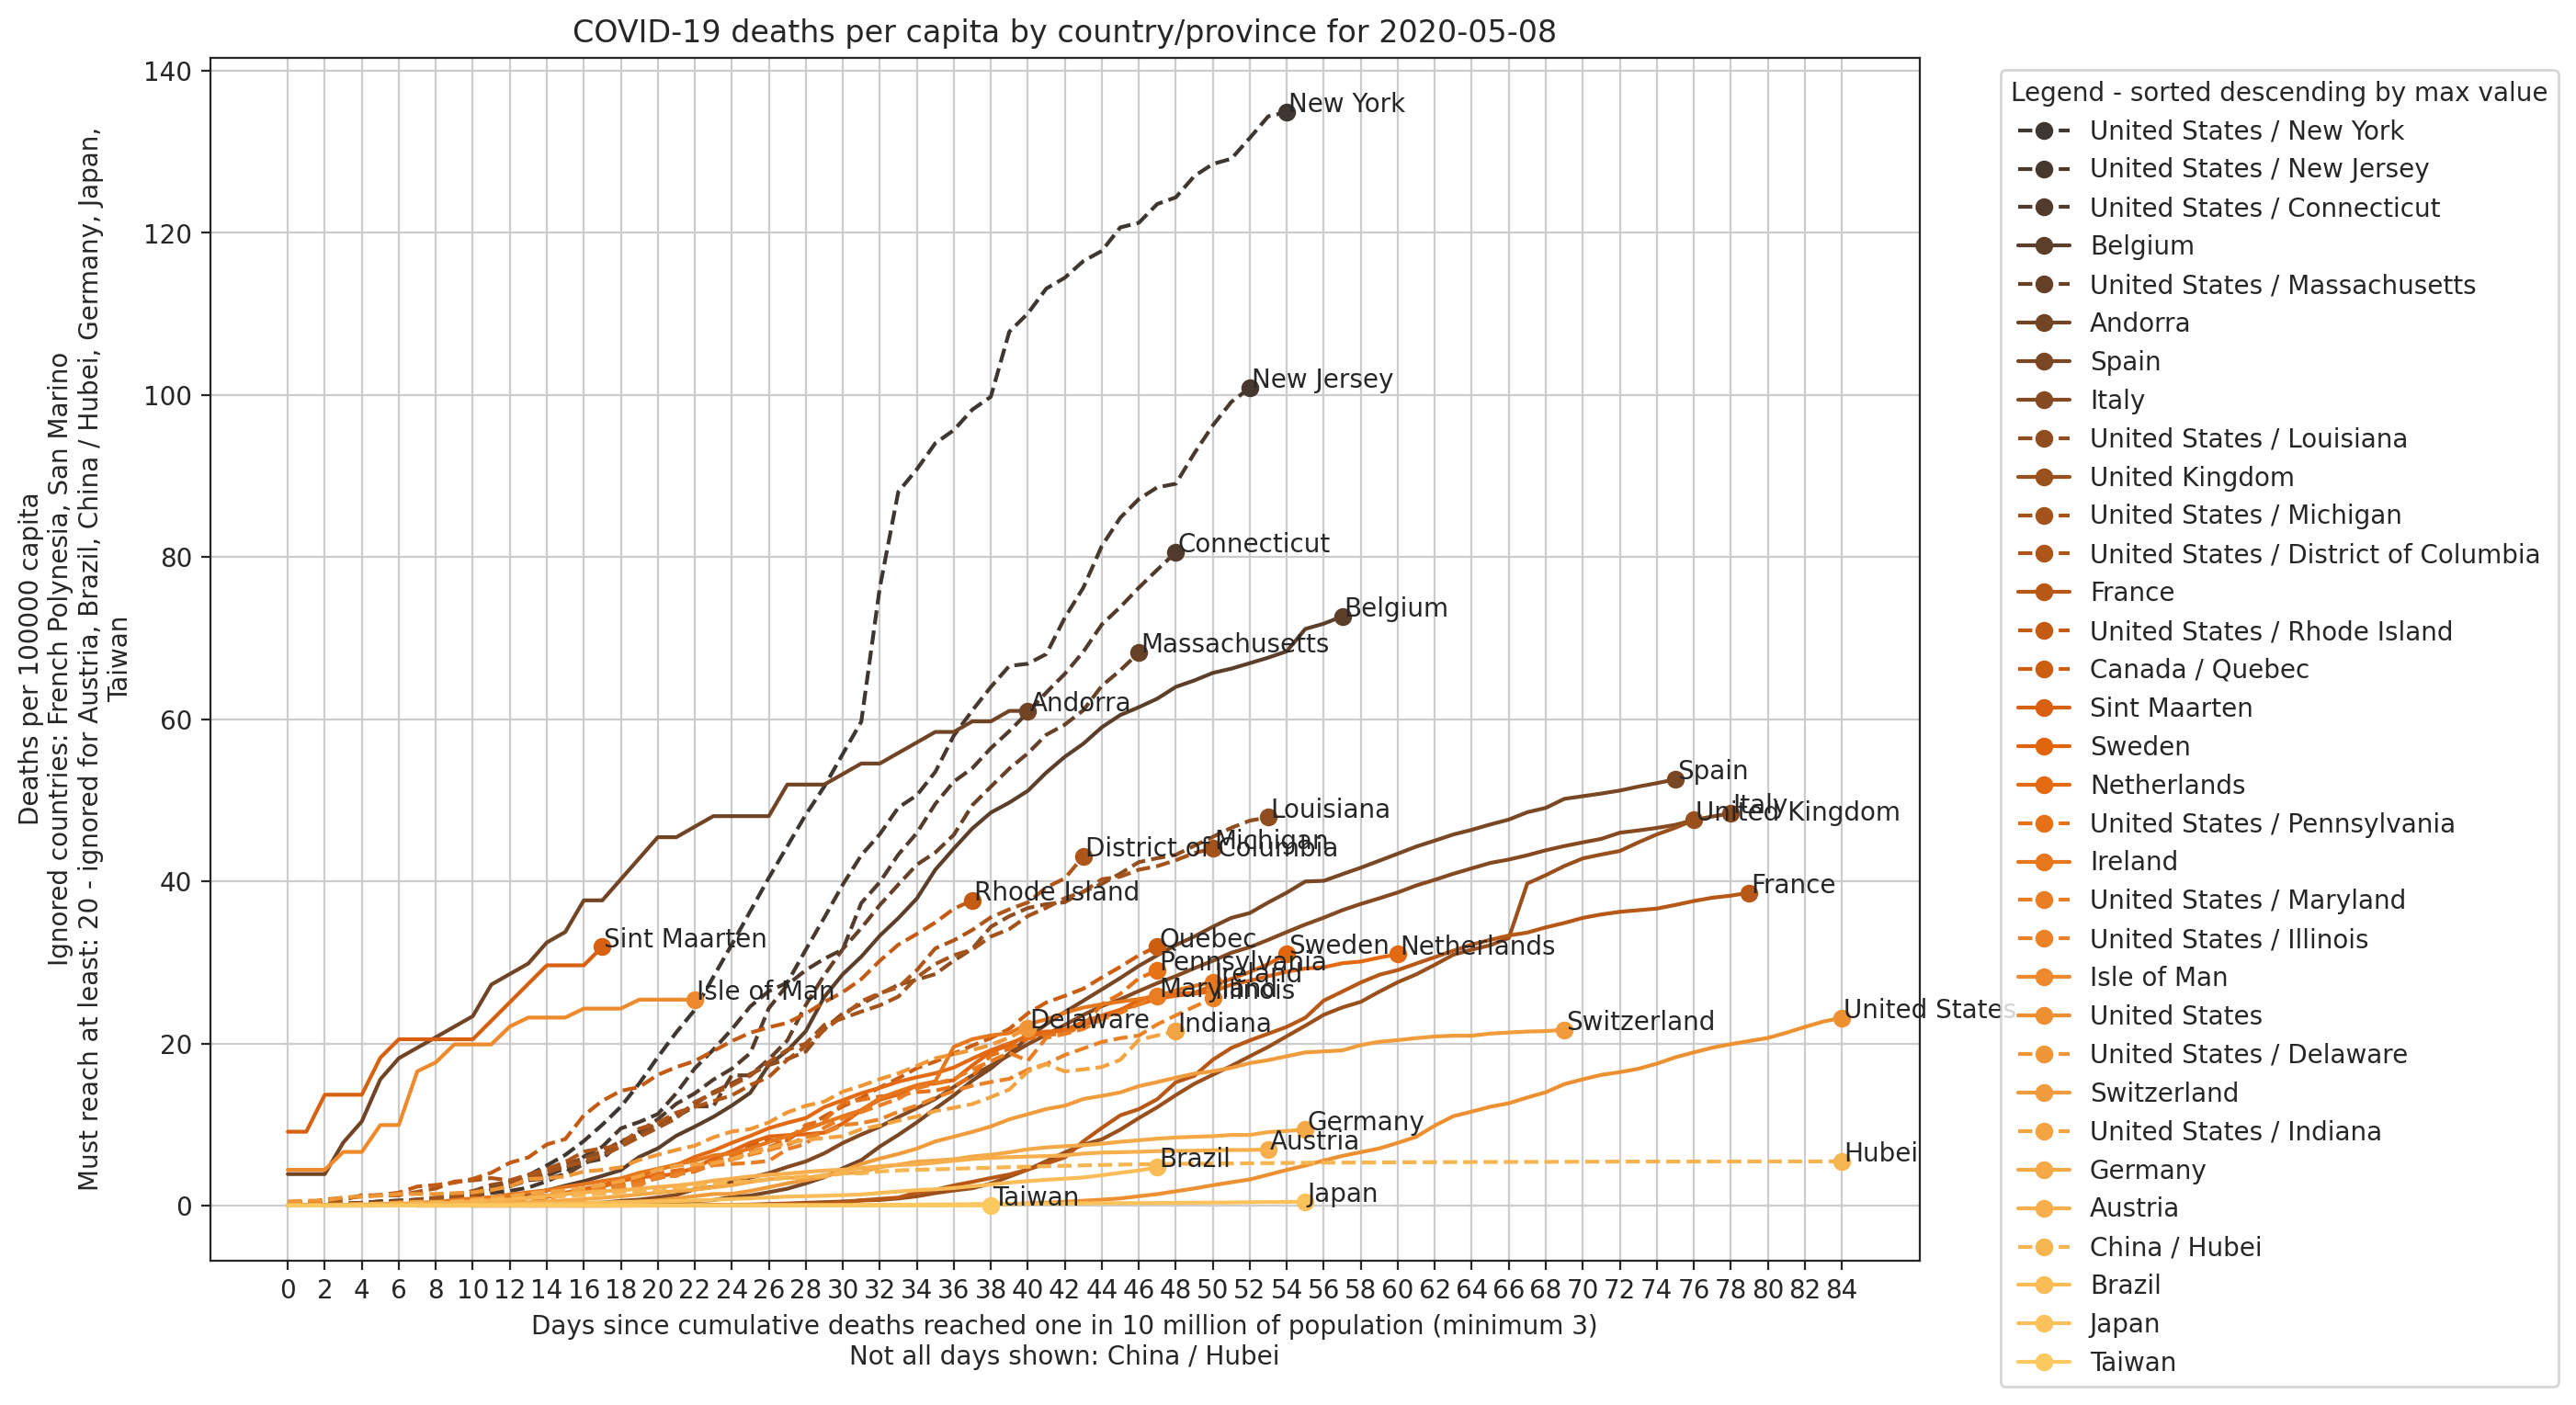 COVID-19 deaths per capita by country/province for 2020-05-08
Deaths per 100000 capita
Ignored countries: French Polynesia, San Marino
Must reach at least: 20 - ignored for Austria, Brazil, China / Hubei, Germany, Japan,
Taiwan
140
120
100
80
60
40
20
0
New York
New Jersey
Connecticut
Belgium
Massachusetts
Andorra
Spain
Italy
United Kingdom
Louisiana
Michigan
District of Columbia
Rhode Island
France
Sint Maarten
Quebec
Sweden
Netherlands
Pennsylvania
Ireland
Maryland
Illinois
Isle of Man
United States
Delaware
Indiana
Switzerland
Germany
Austria
Brazil
Hubei
Taiwan
Japan
0 2 4 6 8 10 12 14 16 18 20 22 24 26 28 30 32 34 36 38 40 42 44 46 48 50 52 54 56 58 60 62 64 66 68 70 72 74 76 78 80 82 84
Days since cumulative deaths reached one in 10 million of population (minimum 3)
Not all days shown: China / Hubei
Legend - sorted descending by max value
United States / New York
United States / New Jersey
United States / Connecticut
Belgium
United States / Massachusetts
Andorra
Spain
Italy
United States / Louisiana
United Kingdom
United States / Michigan
United States / District of Columbia
France
United States / Rhode Island
Canada / Quebec
Sint Maarten
Sweden
Netherlands
United States / Pennsylvania
Ireland
United States / Maryland
United States / Illinois
Isle of Man
United States
United States / Delaware
Switzerland
United States / Indiana
Germany
Austria
China / Hubei
Brazil
Japan
Taiwan